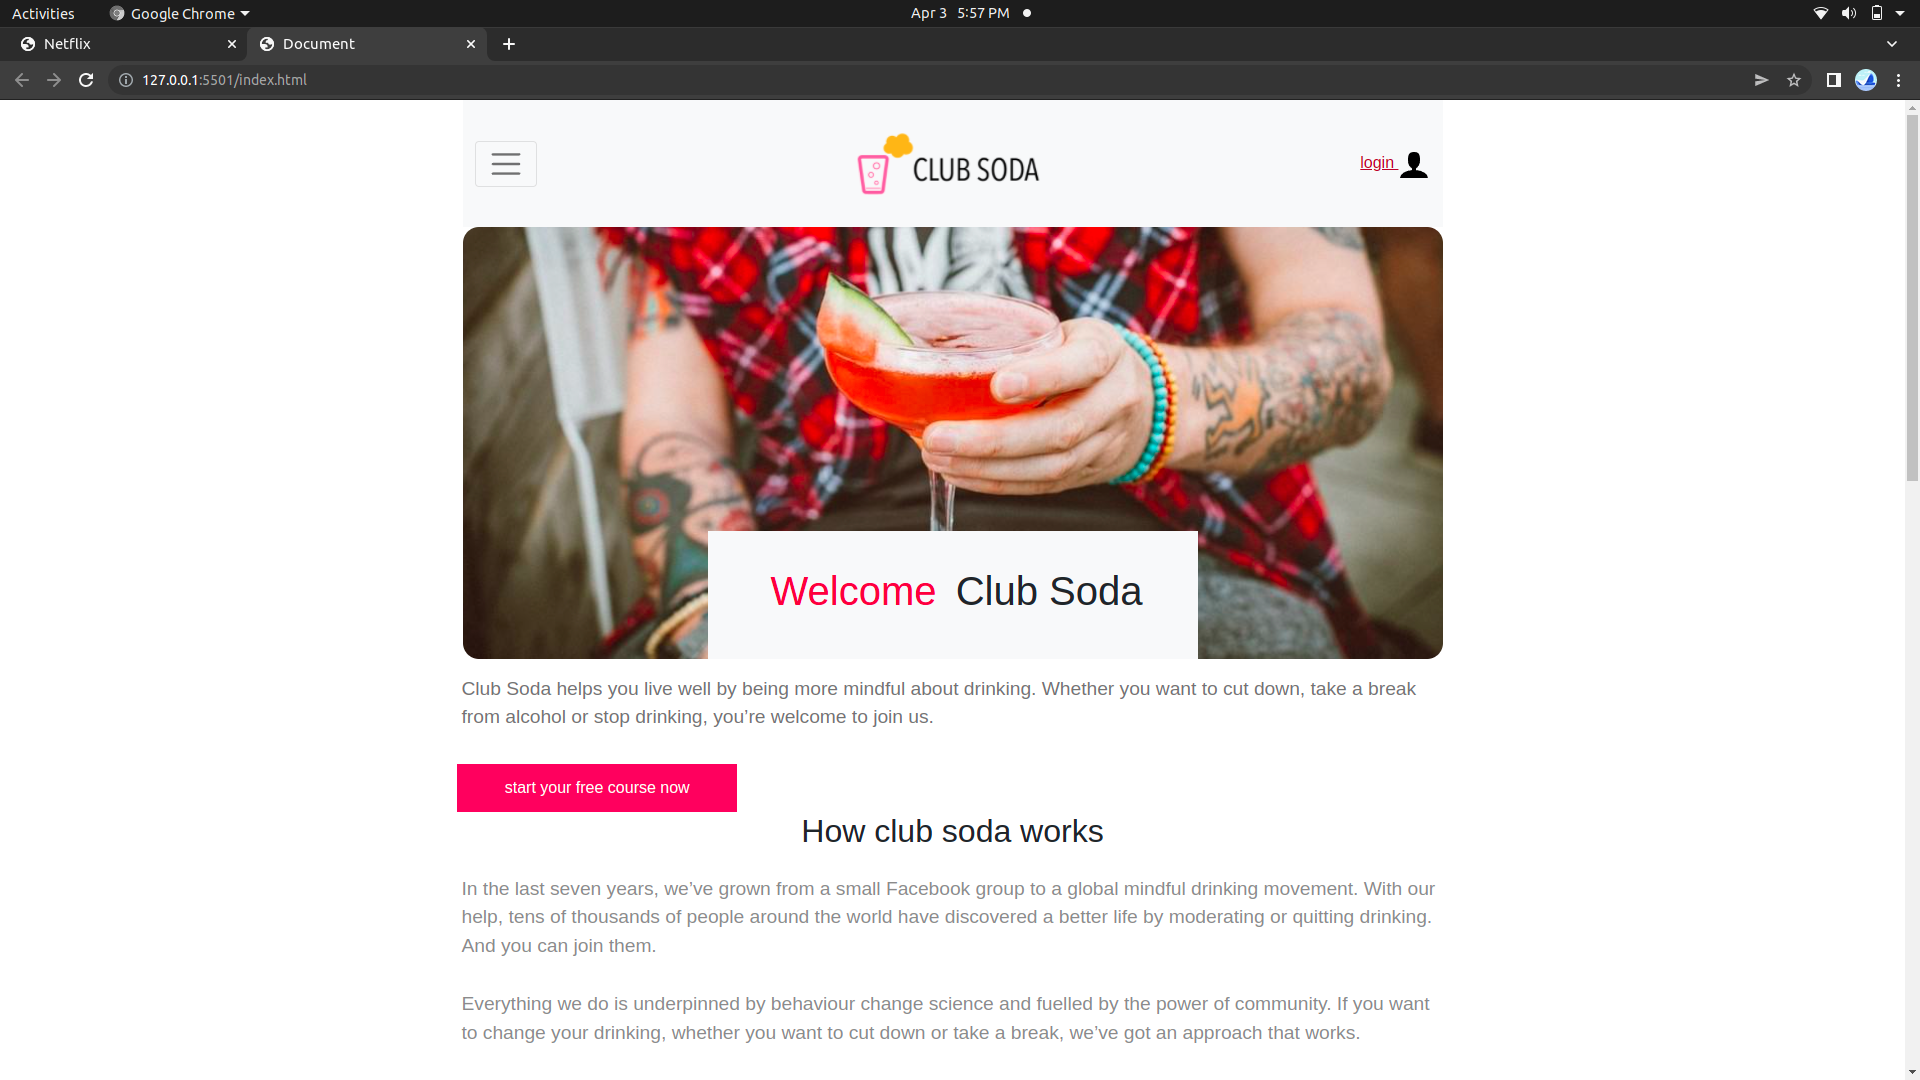 Activities Google Chrome Apr 3 5:57 PM
Netflix Document
127.0.0.1:5501/index.html
CLUB SODA login
Welcome Club Soda
Club Soda helps you live well by being more mindful about drinking. Whether you want to cut down, take a break
from alcohol or stop drinking, you’re welcome to join us.
start your free course now
How club soda works
In the last seven years, we’ve grown from a small Facebook group to a global mindful drinking movement. With our
help, tens of thousands of people around the world have discovered a better life by moderating or quitting drinking.
And you can join them.
Everything we do is underpinned by behaviour change science and fuelled by the power of community. If you want
to change your drinking, whether you want to cut down or take a break, we’ve got an approach that works.